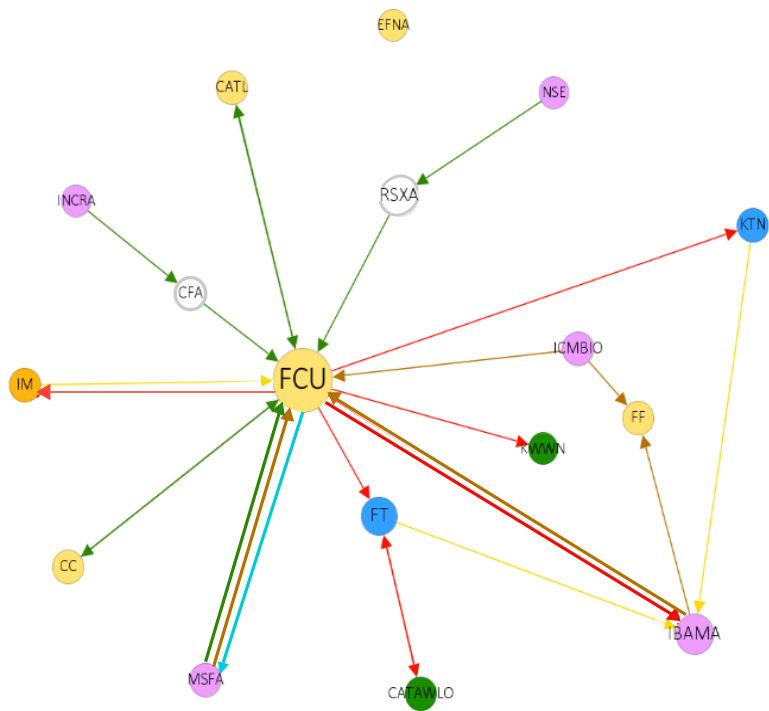 EFNA
CATL
NSE
INCRA
RSXA
KTN
CFA
ICMBIO
FCU
IM
FF
KWWN
FT
CC
IBAMA
MSFA
CATAWLO